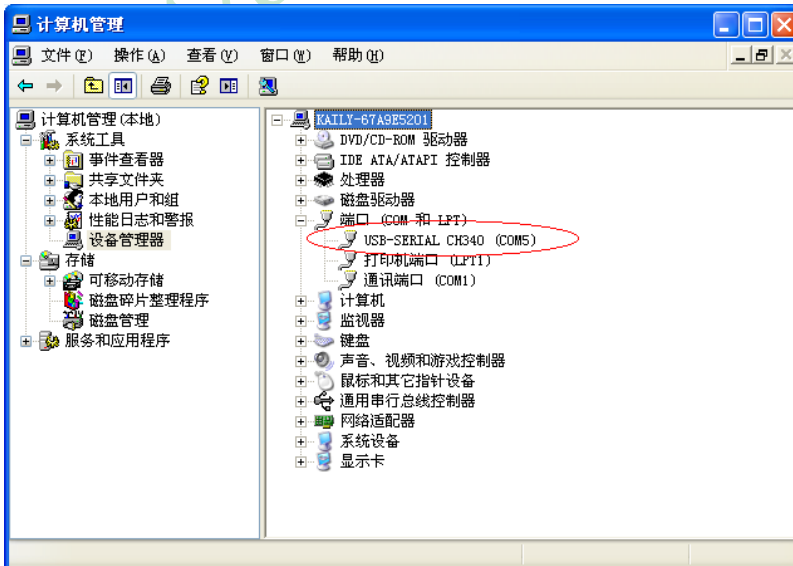 计算机管理
文件(F) 操作(A) 查看(V) 窗口(W) 帮助(H)
计算机管理(本地)
系统工具
事件查看器
共享文件夹
本地用户和组
性能日志和警报
设备管理器
存储
可移动存储
磁盘碎片整理程序
磁盘管理
服务和应用程序
KAILY-67A9E5201
DVD/CD-ROM 驱动器
IDE ATA/ATAPI 控制器
处理器
磁盘驱动器
端口 (COM 和 LPT)
USB-SERIAL CH340 (COM5)
打印机端口 (LPT1)
通讯端口 (COM1)
计算机
监视器
键盘
声音、视频和游戏控制器
鼠标和其它指针设备
通用串行总线控制器
网络适配器
系统设备
显示卡